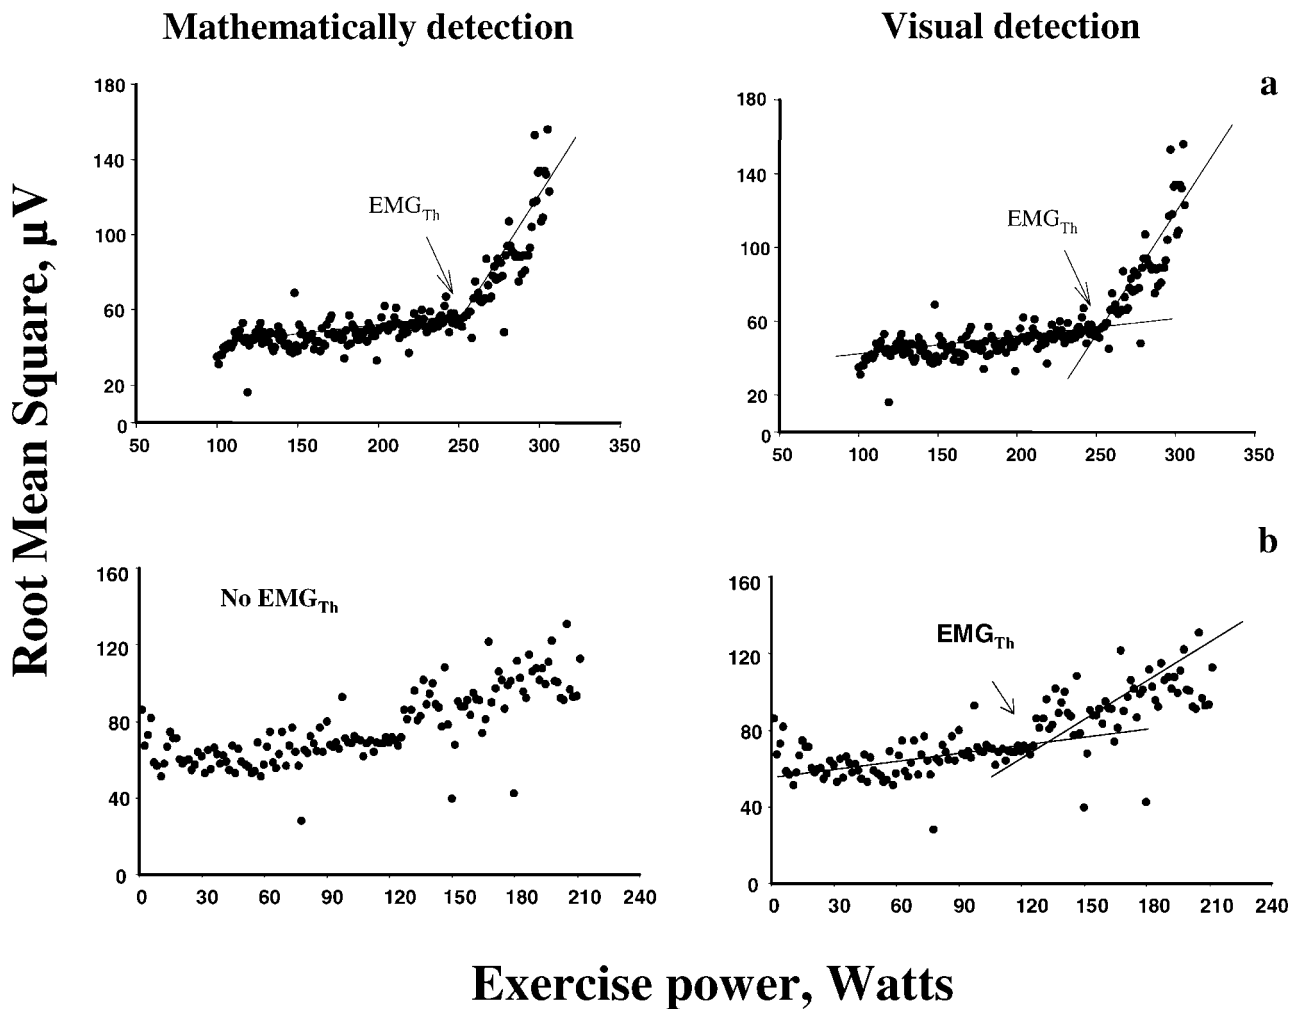 Mathematically detection
Visual detection
a
180
140
100
60
20
0
EMGTh
50 100 150 200 250 300 350
180
140
100
60
20
0
EMGTh
50 100 150 200 250 300 350
Root Mean Square, µV
b
160
120
80
40
0
No EMGTh
0 30 60 90 120 150 180 210 240
160
120
80
40
0
EMGTh
0 30 60 90 120 150 180 210 240
Exercise power, Watts